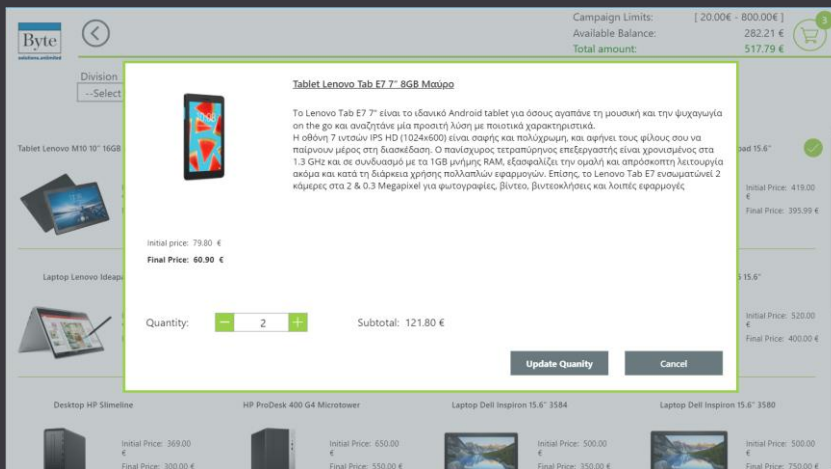 Campaign Limits: [ 20.00€ - 800.00€ ]
Available Balance: 282.21 €
Total amount: 517.79 €
3
Byte
solutions.unlimited
Division
--Select
Tablet Lenovo Tab E7 7" 8GB Μαύρο
Το Lenovo Tab E7 7" είναι το ιδανικό Android tablet για όσους αγαπάνε τη μουσική και την ψυχαγωγία
on the go και αναζητάνε μία προσιτή λύση με ποιοτικά χαρακτηριστικά.
Η οθόνη 7 ιντσών IPS HD (1024x600) είναι σαφής και πολύχρωμη, και αφήνει τους φίλους σου να
παίρνουν μέρος στη διασκέδαση. Ο πανίσχυρος τετραπύρηνος επεξεργαστής είναι χρονισμένος στα
1.3 GHz και σε συνδυασμό με τα 1GB μνήμης RAM, εξασφαλίζει την ομαλή και απρόσκοπτη λειτουργία
ακόμα και κατά τη διάρκεια χρήσης πολλαπλών εφαρμογών. Επίσης, το Lenovo Tab E7 ενσωματώνει 2
κάμερες στα 2 & 0.3 Megapixel για φωτογραφίες, βίντεο, βιντεοκλήσεις και λοιπές εφαρμογές
Initial price: 79.80 €
Final Price: 60.90 €
Quantity: 2 Subtotal: 121.80 €
Update Quanity Cancel
Tablet Lenovo M10 10" 16GB
pad 15.6"
Initial Price: 419.00
€
Final Price: 395.99 €
Laptop Lenovo Ideapa
15.6"
Initial Price: 520.00
€
Final Price: 400.00 €
Desktop HP Slimeline HP ProDesk 400 G4 Microtower Laptop Dell Inspiron 15.6" 3584 Laptop Dell Inspiron 15.6" 3580
Initial Price: 369.00 Initial Price: 650.00 Initial Price: 500.00 Initial Price: 500.00
€ € € €
Final Price: 300.00 € Final Price: 550.00 € Final Price: 350.00 € Final Price: 750.00 €